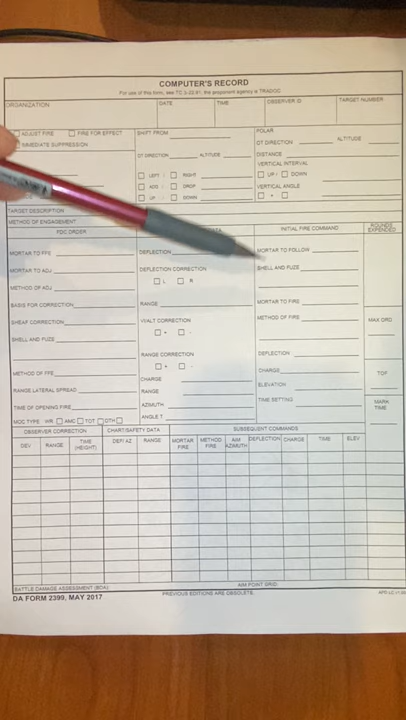 COMPUTER'S RECORD
For use of this form, see TC 3-22.91; the proponent agency is TRADOC
ORGANIZATION DATE TIME OBSERVER ID TARGET NUMBER
ADJUST FIRE FIRE FOR EFFECT SHIFT FROM POLAR
IMMEDIATE SUPPRESSION OT DIRECTION ALTITUDE
OT DIRECTION ALTITUDE DISTANCE
VERTICAL INTERVAL
LEFT / RIGHT UP / DOWN
ADD / DROP VERTICAL ANGLE
UP / DOWN + -
TARGET DESCRIPTION
METHOD OF ENGAGEMENT
FDC ORDER DATA INITIAL FIRE COMMAND ROUNDS EXPENDED
MORTAR TO FFE DEFLECTION MORTAR TO FOLLOW
MORTAR TO ADJ DEFLECTION CORRECTION SHELL AND FUZE
METHOD OF ADJ L R
BASIS FOR CORRECTION RANGE MORTAR TO FIRE
SHEAF CORRECTION VI/ALT CORRECTION METHOD OF FIRE MAX ORD
SHELL AND FUZE + -
RANGE CORRECTION DEFLECTION
METHOD OF FFE + - CHARGE TOF
CHARGE ELEVATION
RANGE LATERAL SPREAD RANGE
TIME SETTING MARK TIME
TIME OF OPENING FIRE AZIMUTH
MOC TYPE WR AMC TOT OTH ANGLE T
OBSERVER CORRECTION CHART/SAFETY DATA SUBSEQUENT COMMANDS
DEV RANGE TIME (HEIGHT) DEF/ AZ RANGE MORTAR FIRE METHOD FIRE AIM AZIMUTH DEFLECTION CHARGE TIME ELEV
BATTLE DAMAGE ASSESSMENT (BDA): AIM POINT GRID:
DA FORM 2399, MAY 2017 PREVIOUS EDITIONS ARE OBSOLETE.